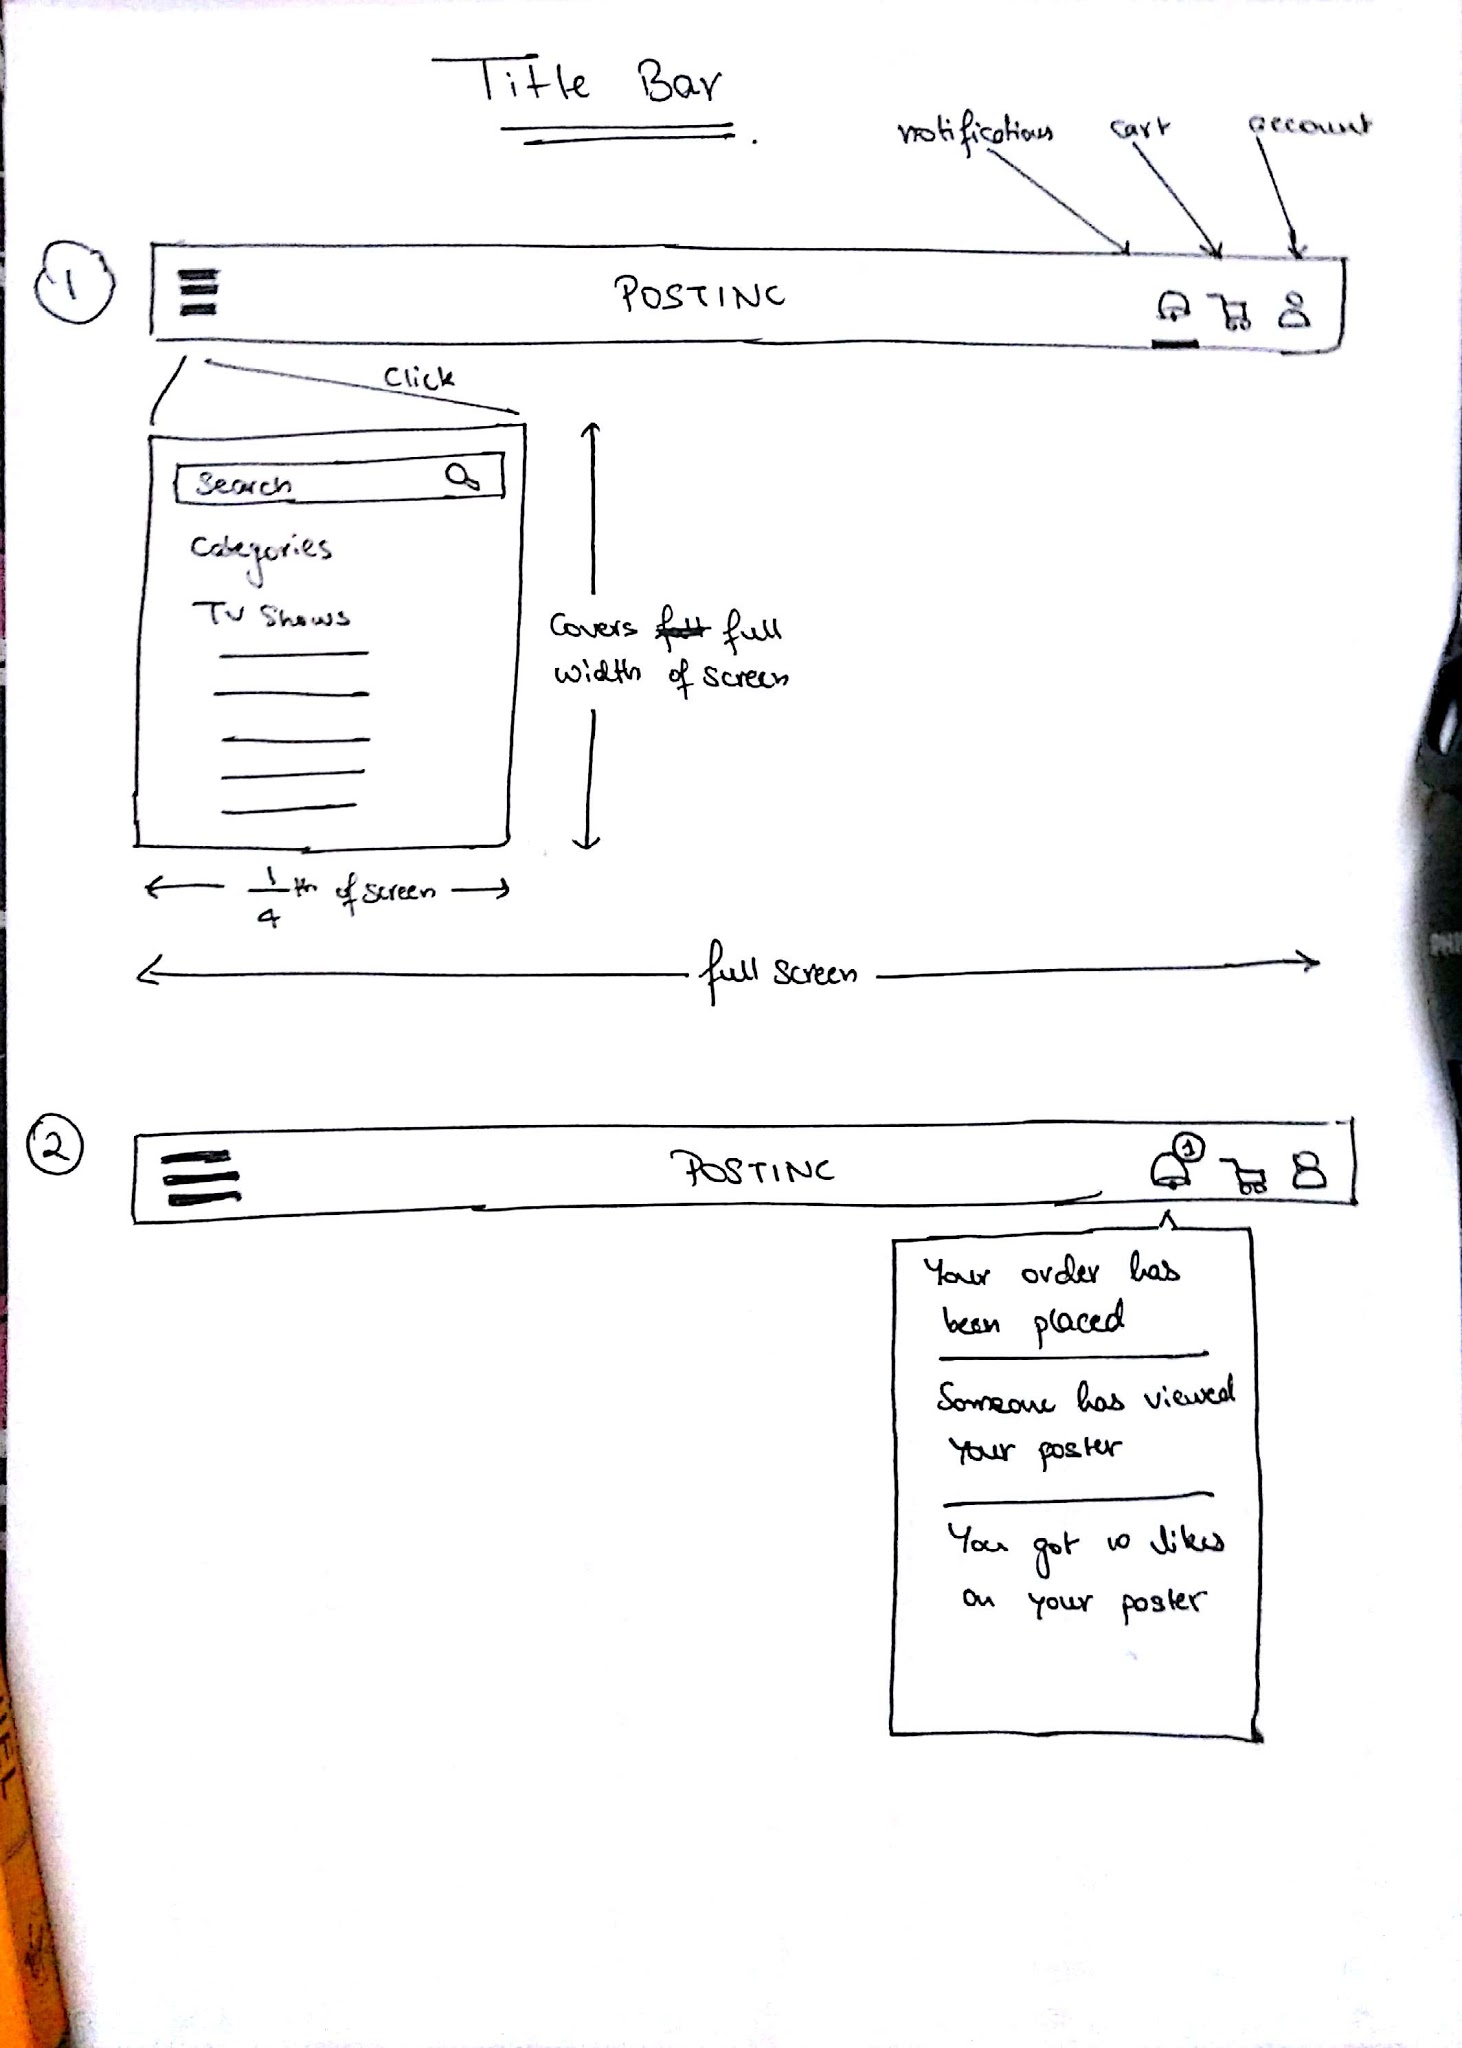 Title Bar
notifications cart account
1
POSTINC
Click
Search
Categories
TV Shows
Covers full
width of screen
1/4 th of screen
full screen
2
POSTINC
1
Your order has
been placed
Someone has viewed
Your poster
You got 10 likes
on your poster